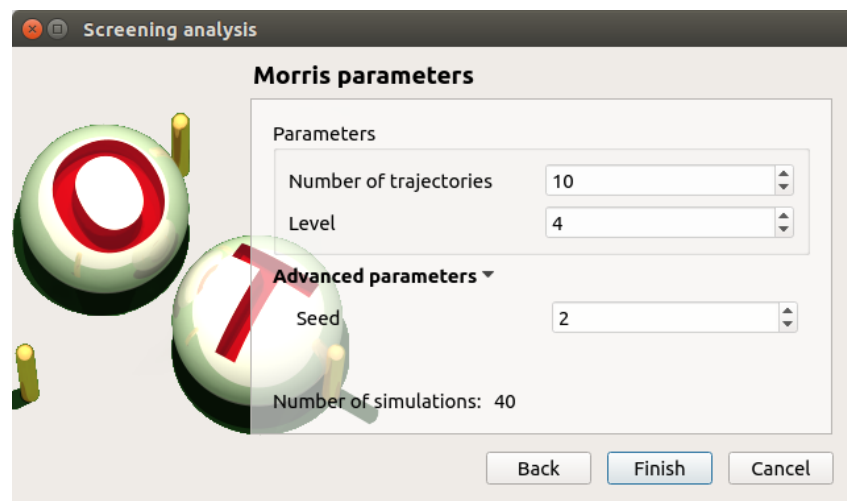 Screening analysis
Morris parameters
Parameters
Number of trajectories 10
Level 4
Advanced parameters
Seed 2
Number of simulations: 40
Back Finish Cancel
O
T